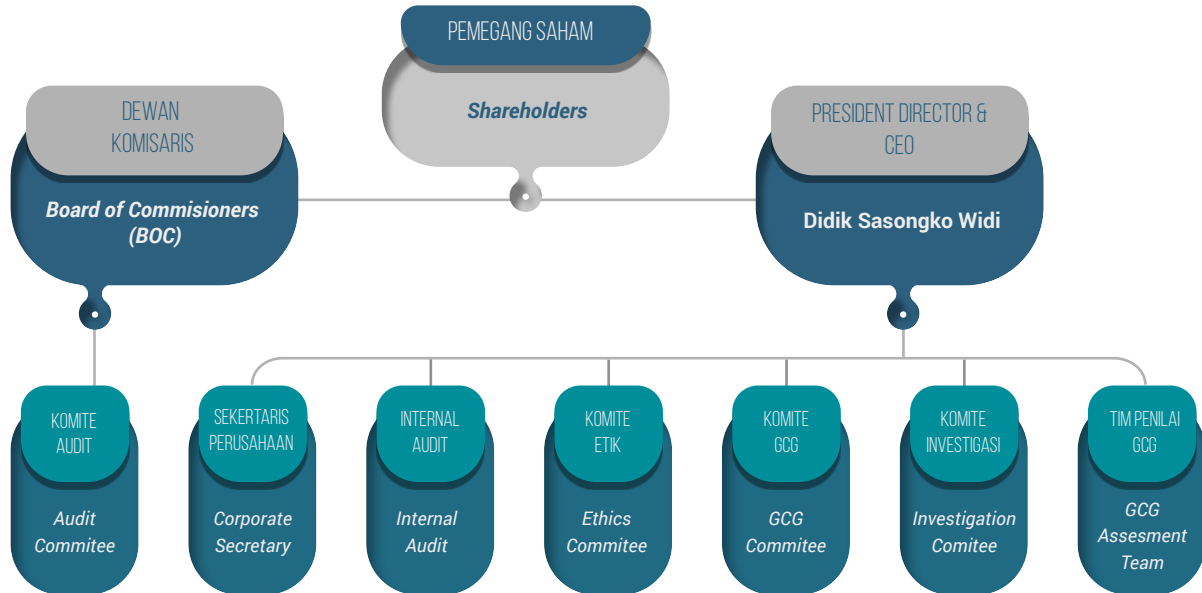 PEMEGANG SAHAM
Shareholders
DEWAN
KOMISARIS
Board of Commisioners
(BOC)
PRESIDENT DIRECTOR &
CEO
Didik Sasongko Widi
KOMITE
AUDIT
Audit
Commitee
SEKERTARIS
PERUSAHAAN
Corporate
Secretary
INTERNAL
AUDIT
Internal
Audit
KOMITE
ETIK
Ethics
Commitee
KOMITE
GCG
GCG
Commitee
KOMITE
INVESTIGASI
Investigation
Comitee
TIM PENILAI
GCG
GCG
Assesment
Team